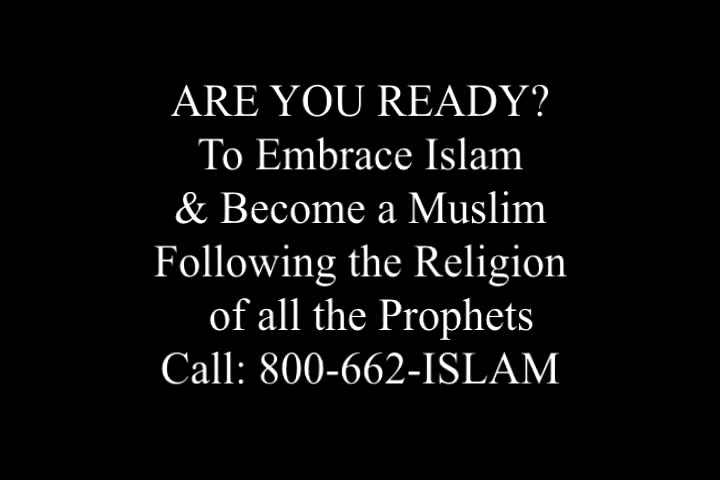 ARE YOU READY?
To Embrace Islam
& Become a Muslim
Following the Religion
of all the Prophets
Call: 800-662-ISLAM